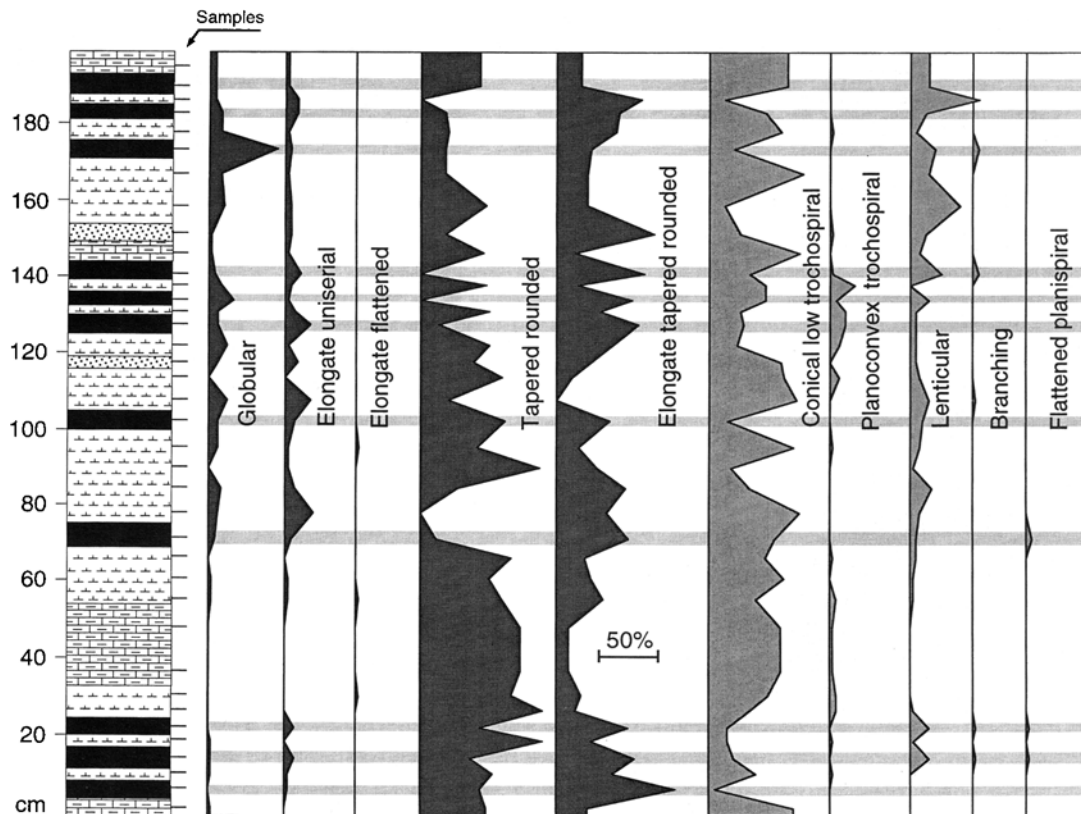 Samples
180
160
140
120
100
80
60
40
20
cm
Globular
Elongate uniserial
Elongate flattened
Tapered rounded
Elongate tapered rounded
Conical low trochospiral
Planoconvex trochospiral
Lenticular
Branching
Flattened planispiral
50%